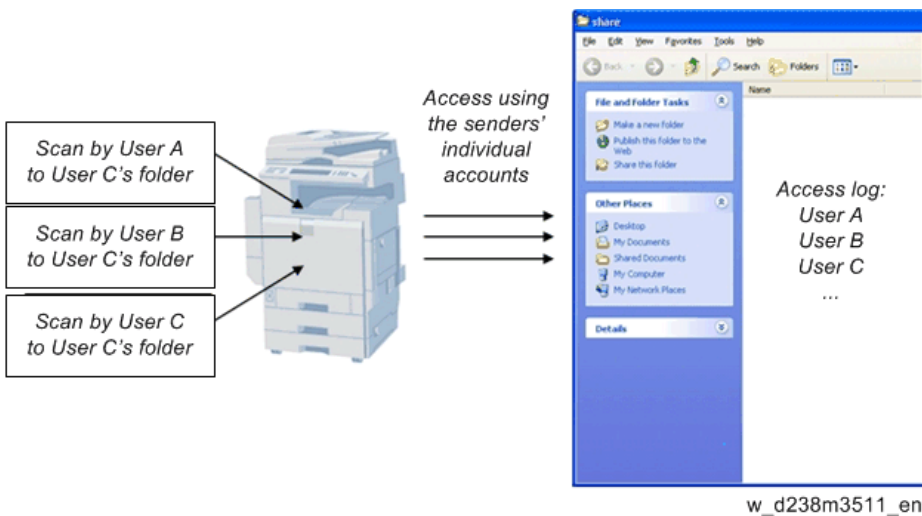 Scan by User A
to User C's folder
Scan by User B
to User C's folder
Scan by User C
to User C's folder
Access using
the senders'
individual
accounts
share
File Edit View Favorites Tools Help
Back Search Folders
Name
File and Folder Tasks
Make a new folder
Publish this folder to the
Web
Share this folder
Other Places
Desktop
My Documents
Shared Documents
My Computer
My Network Places
Details
Access log:
User A
User B
User C
...
w_d238m3511_en